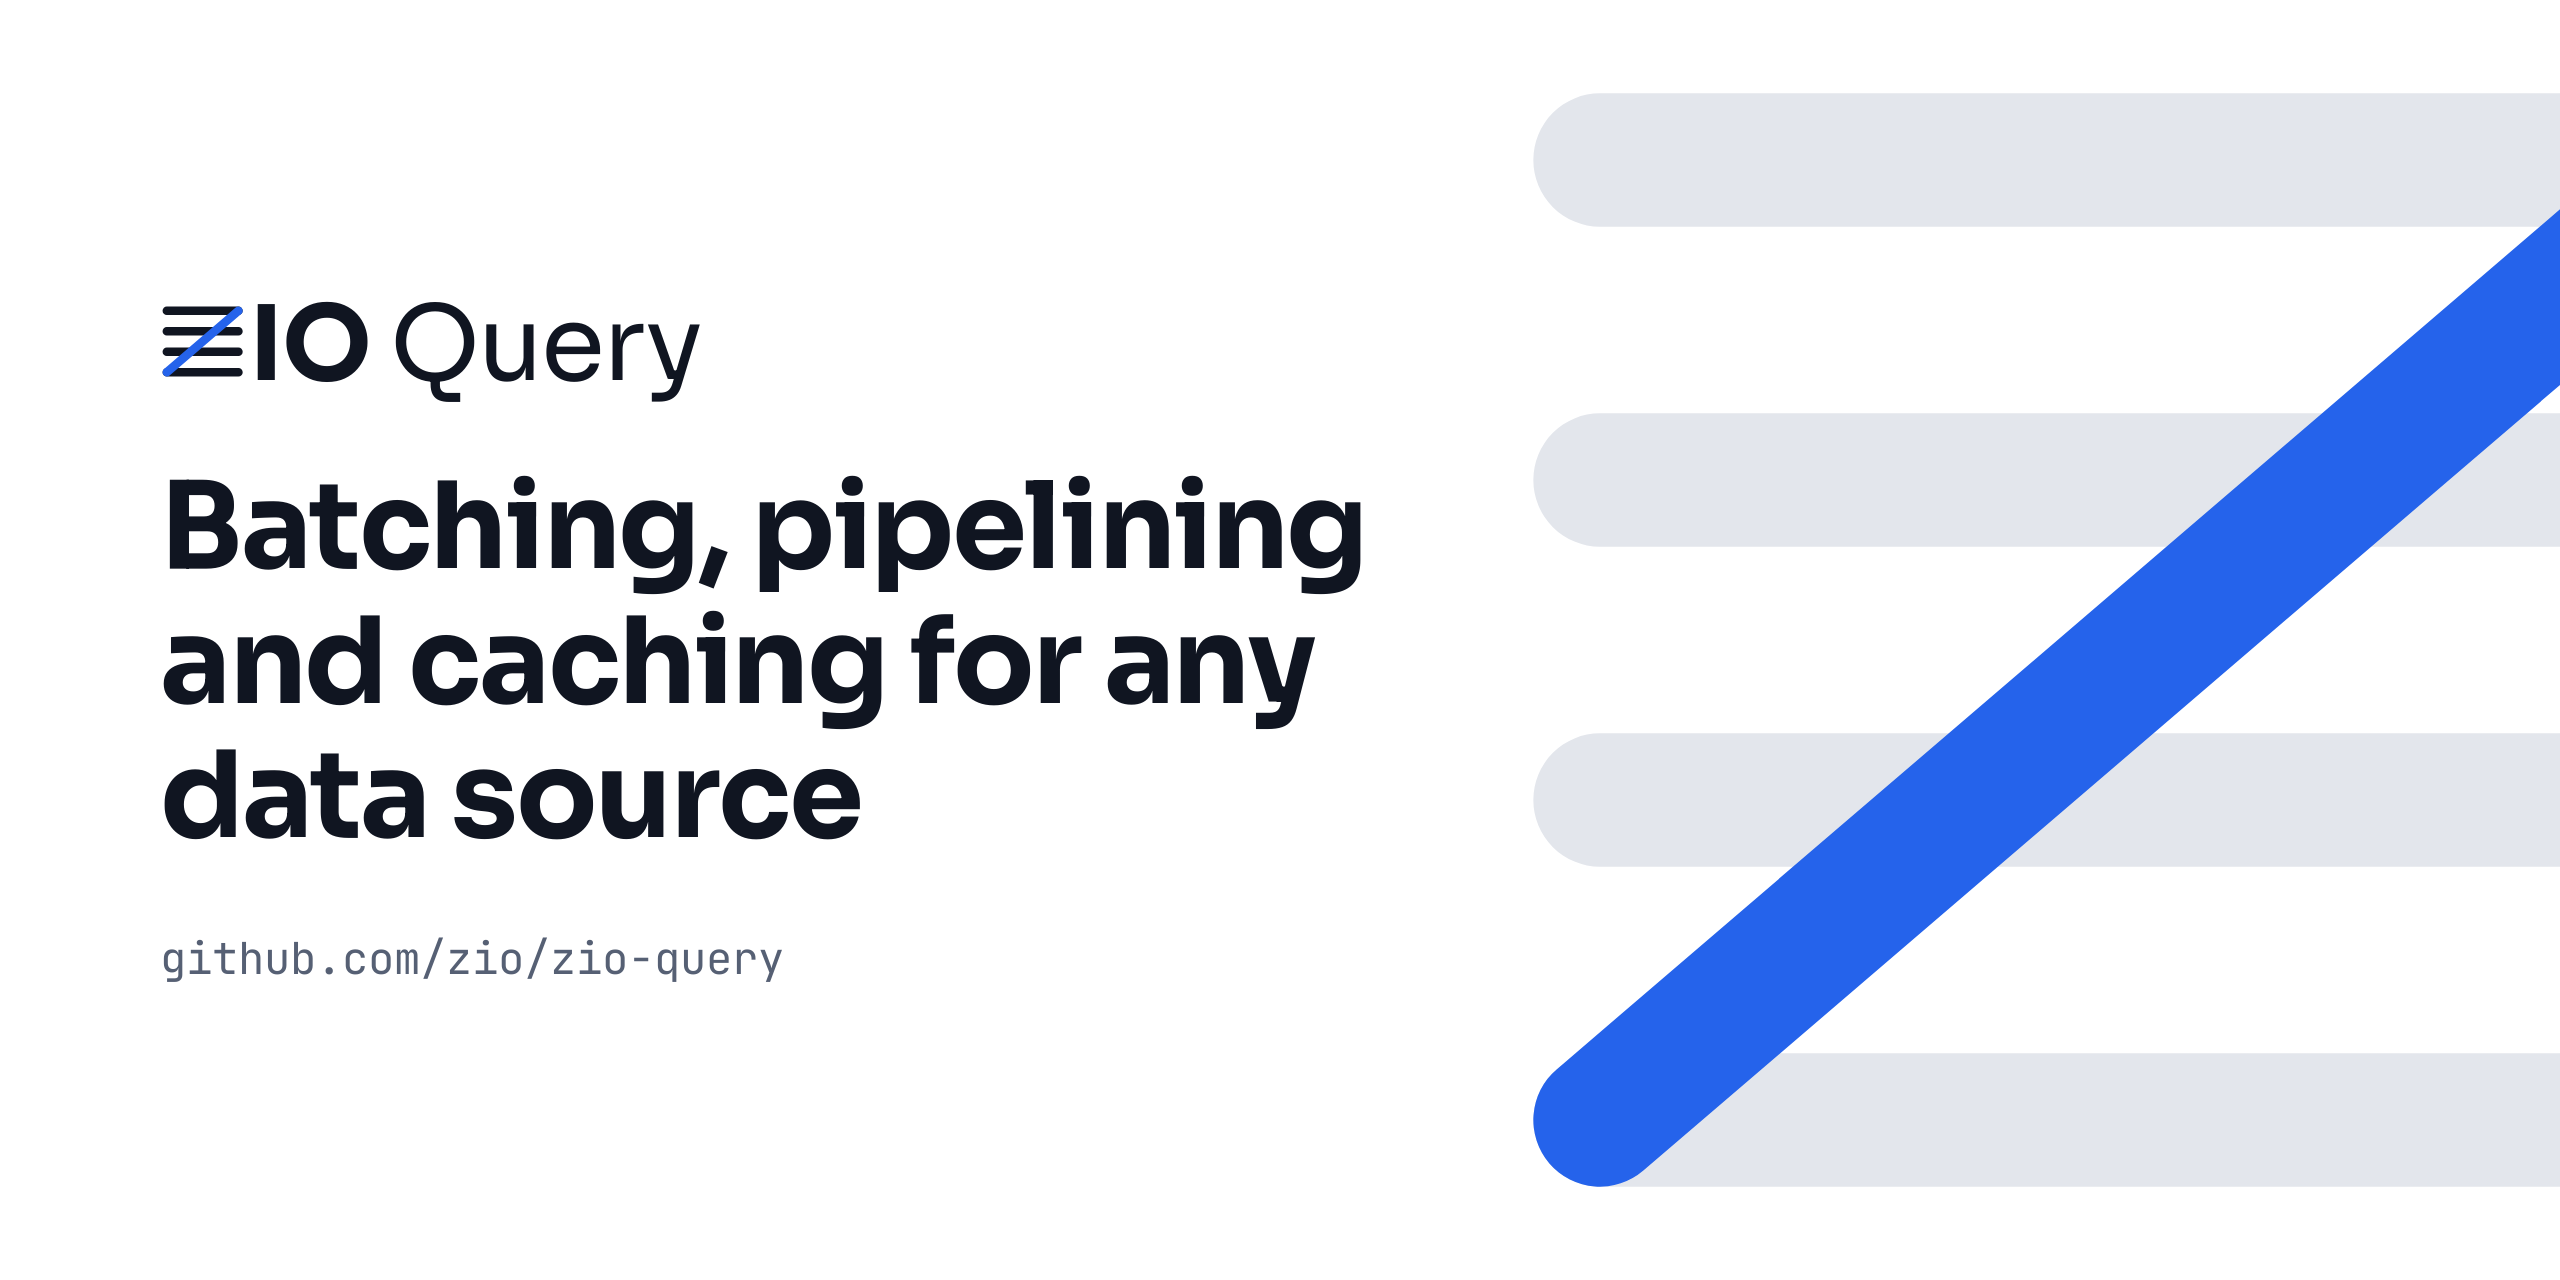 ZIO Query
Batching, pipelining
and caching for any
data source
github.com/zio/zio-query